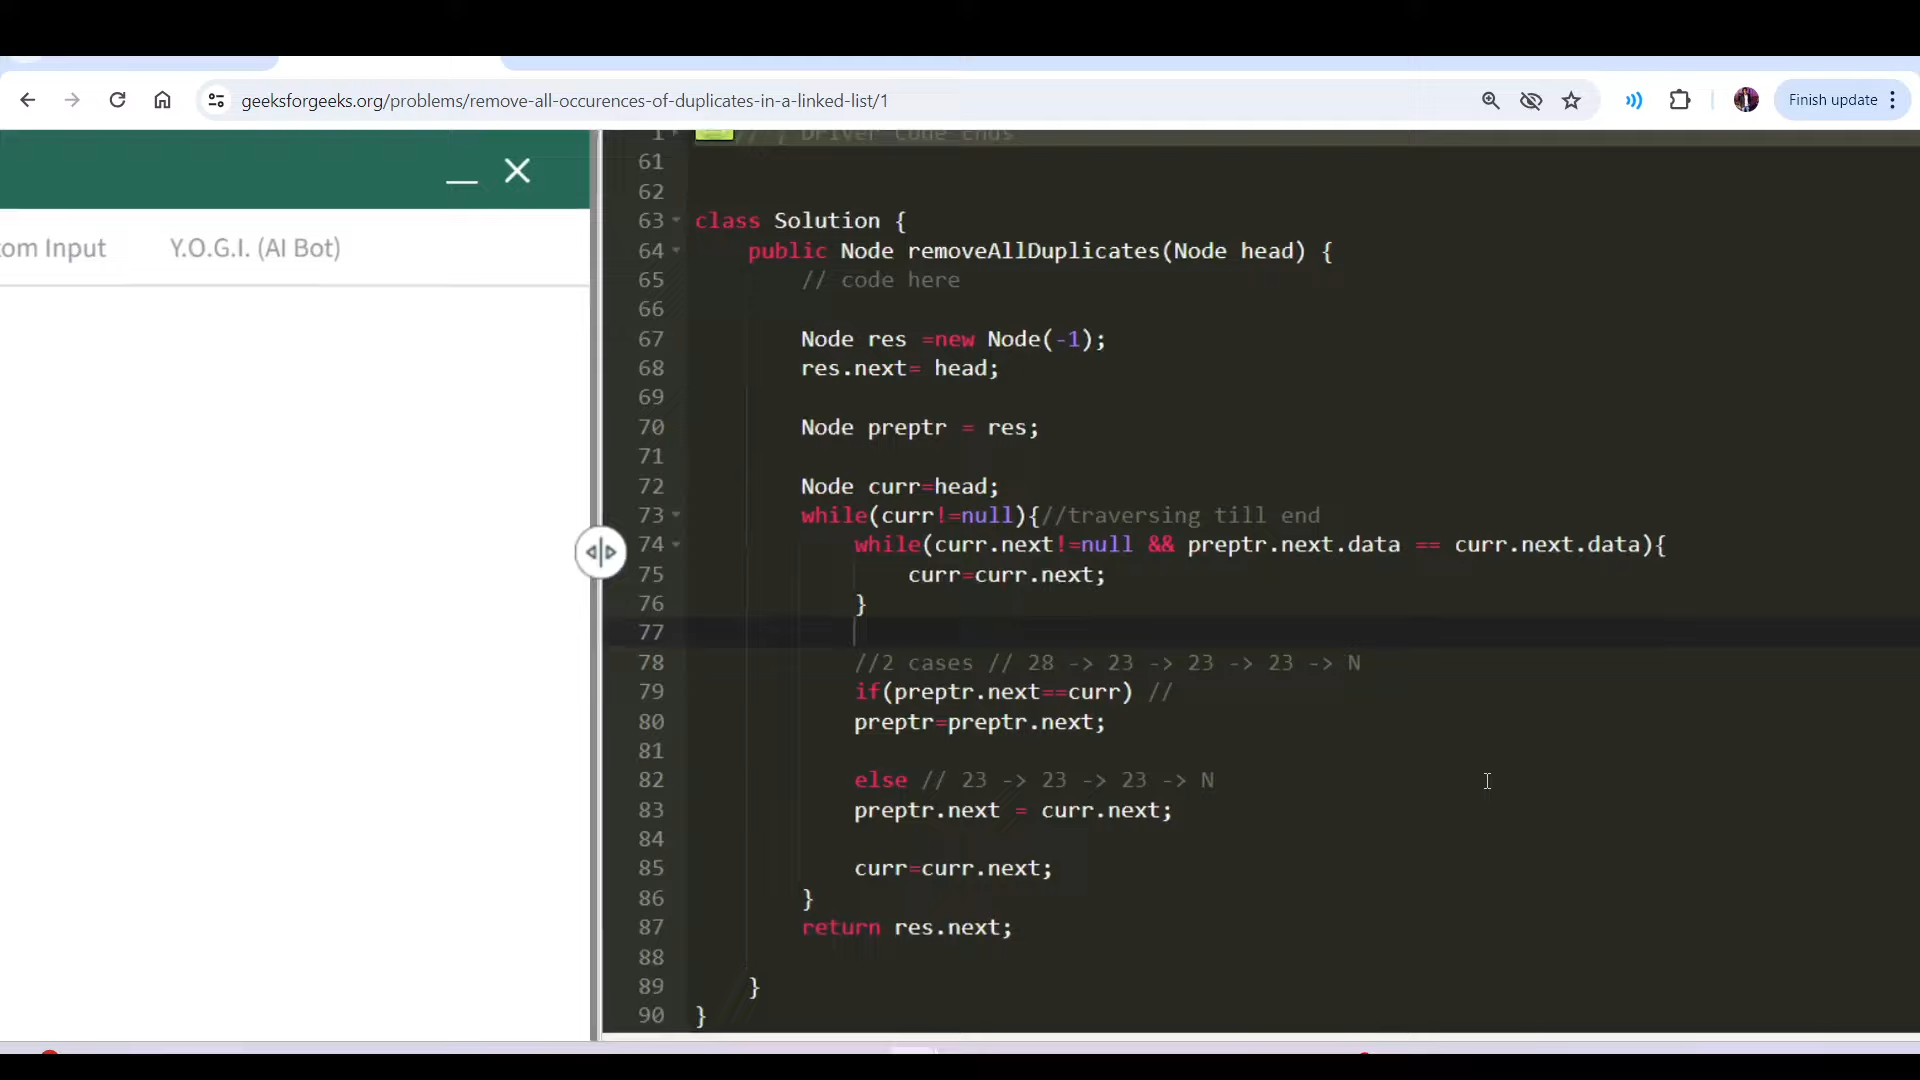 geeksforgeeks.org/problems/remove-all-occurences-of-duplicates-in-a-linked-list/1
Finish update
tom Input
Y.O.G.I. (AI Bot)
1 // } Driver Code Ends
61
62
63 class Solution {
64 public Node removeAllDuplicates(Node head) {
65 // code here
66
67 Node res =new Node(-1);
68 res.next= head;
69
70 Node preptr = res;
71
72 Node curr=head;
73 while(curr!=null){//traversing till end
74 while(curr.next!=null && preptr.next.data == curr.next.data){
75 curr=curr.next;
76 }
77
78 //2 cases // 28 -> 23 -> 23 -> 23 -> N
79 if(preptr.next==curr) //
80 preptr=preptr.next;
81
82 else // 23 -> 23 -> 23 -> N
83 preptr.next = curr.next;
84
85 curr=curr.next;
86 }
87 return res.next;
88
89 }
90 }